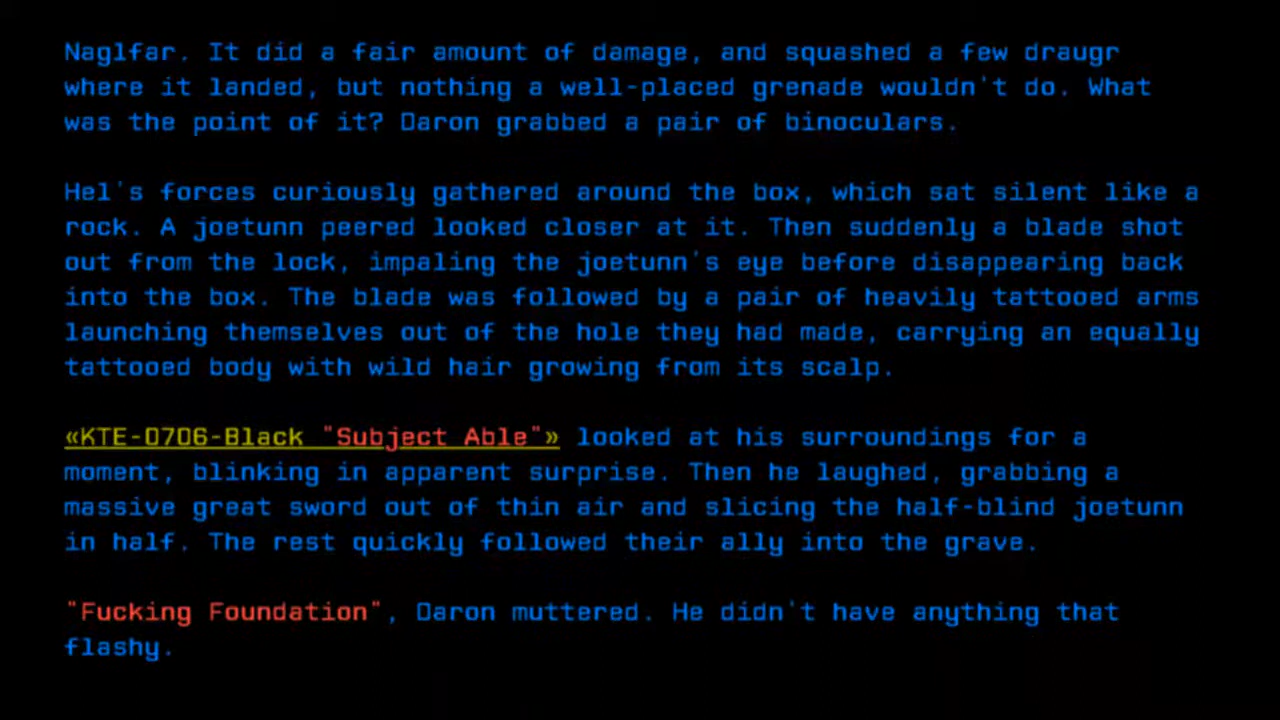 Naglfar. It did a fair amount of damage, and squashed a few draugr
where it landed, but nothing a well-placed grenade wouldn't do. What
was the point of it? Daron grabbed a pair of binoculars.
Hel's forces curiously gathered around the box, which sat silent like a
rock. A joetunn peered looked closer at it. Then suddenly a blade shot
out from the lock, impaling the joetunn's eye before disappearing back
into the box. The blade was followed by a pair of heavily tattooed arms
launching themselves out of the hole they had made, carrying an equally
tattooed body with wild hair growing from its scalp.
«KTE-0706-Black "Subject Able"» looked at his surroundings for a
moment, blinking in apparent surprise. Then he laughed, grabbing a
massive great sword out of thin air and slicing the half-blind joetunn
in half. The rest quickly followed their ally into the grave.
"Fucking Foundation", Daron muttered. He didn't have anything that
flashy.